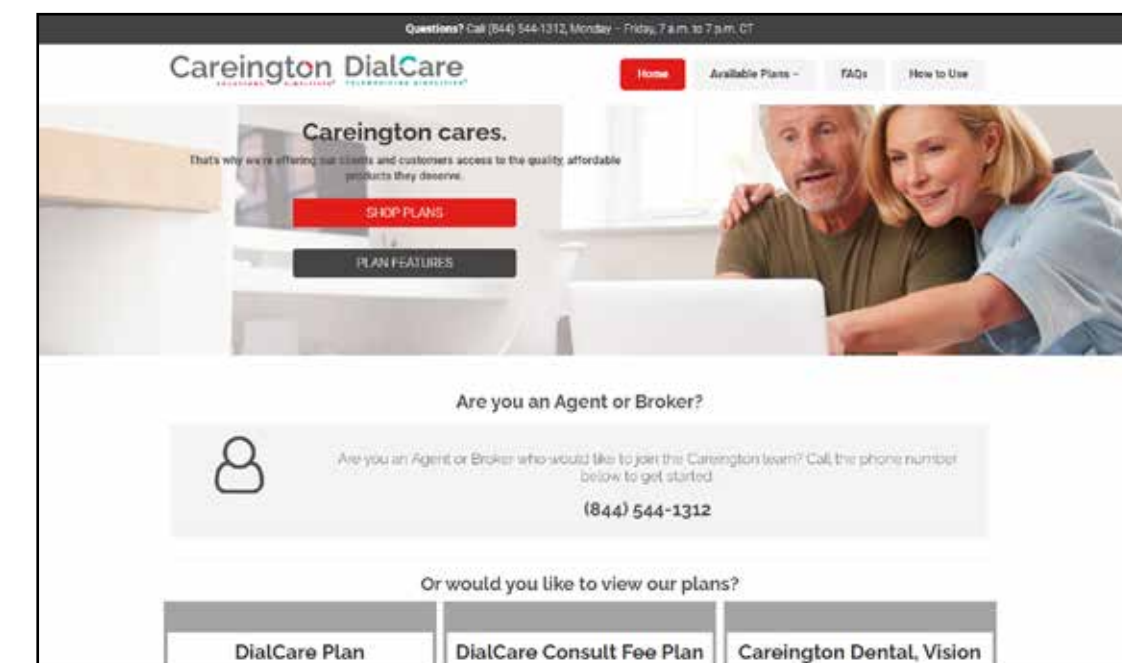 Questions? Call (844) 544-1312, Monday – Friday, 7 a.m. to 7 p.m. CT
Careington DialCare
SOLUTIONS SIMPLIFIED TELEMEDICINE SIMPLIFIED
Home Available Plans FAQs How to Use
Careington cares.
That's why we're offering our clients and customers access to the quality, affordable
products they deserve.
SHOP PLANS
PLAN FEATURES
Are you an Agent or Broker?
Are you an Agent or Broker who would like to join the Careington team? Call the phone number
below to get started
(844) 544-1312
Or would you like to view our plans?
DialCare Plan DialCare Consult Fee Plan Careington Dental, Vision